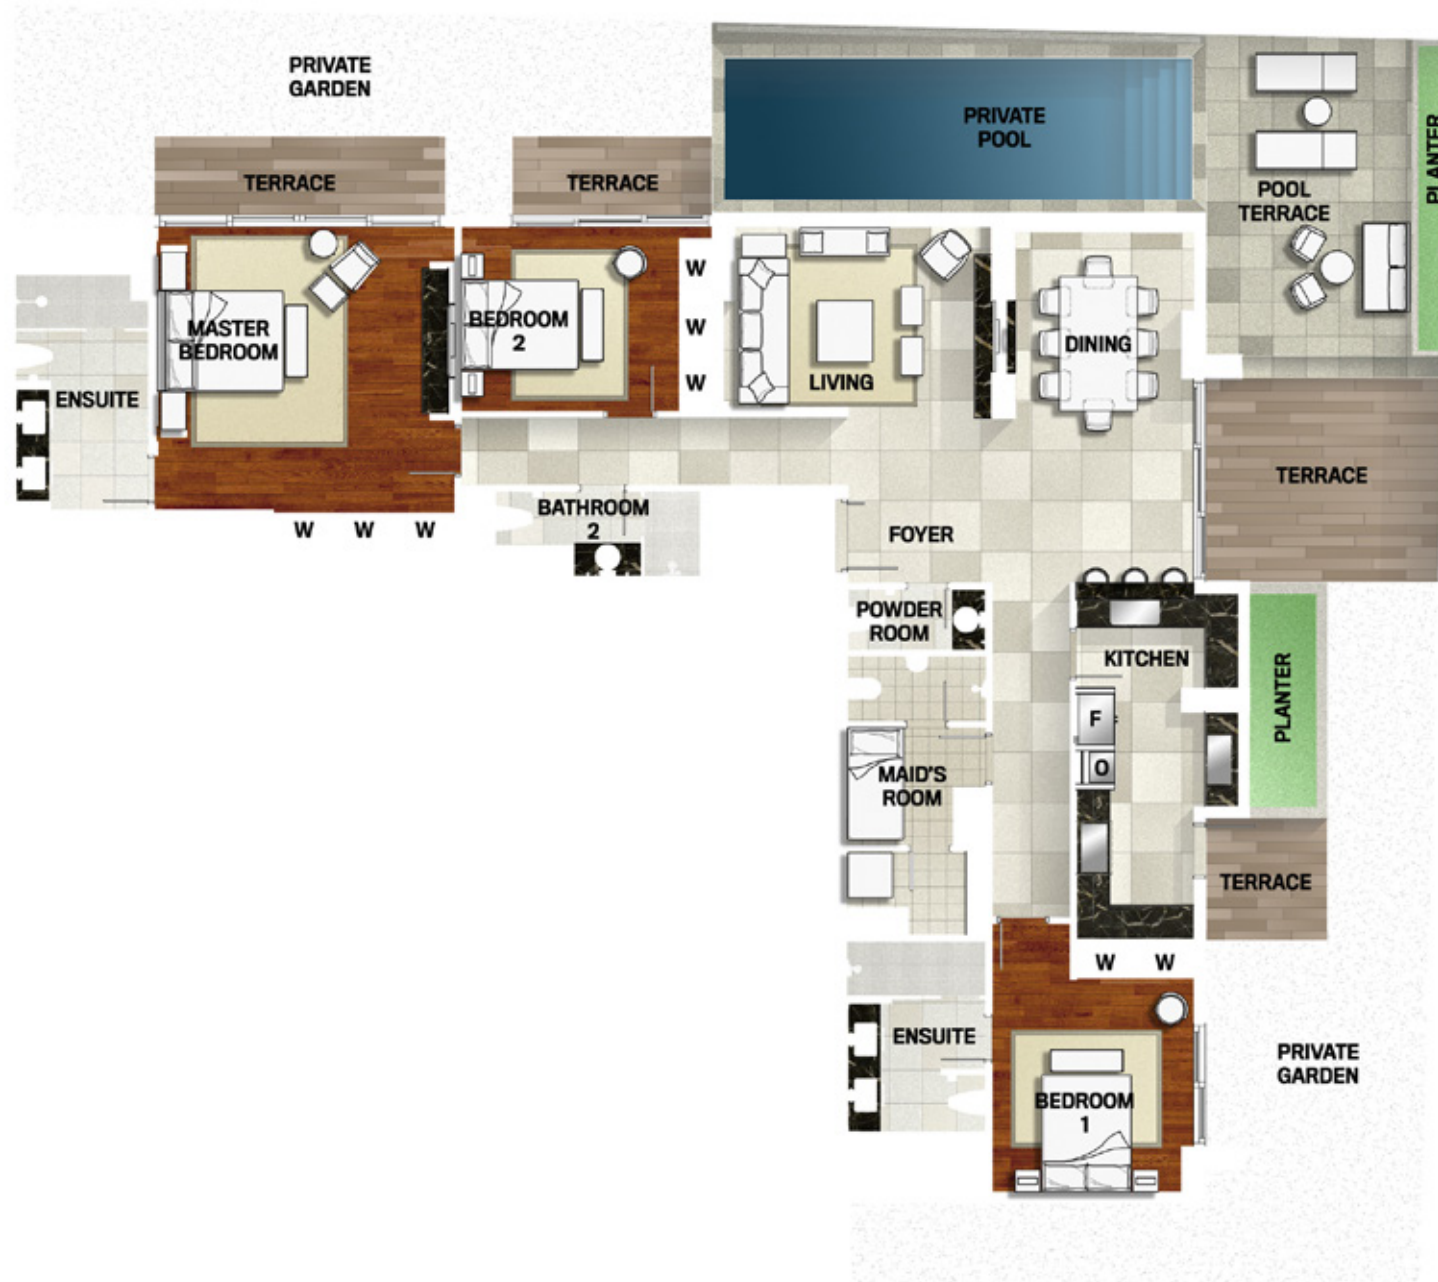 PRIVATE
GARDEN
PRIVATE
POOL
PLANTER
TERRACE
TERRACE
POOL
TERRACE
W
W
W
MASTER
BEDROOM
BEDROOM
2
LIVING
DINING
ENSUITE
TERRACE
W W W
BATHROOM
2
FOYER
POWDER
ROOM
KITCHEN
PLANTER
F
O
MAID'S
ROOM
TERRACE
W W
ENSUITE
PRIVATE
GARDEN
BEDROOM
1